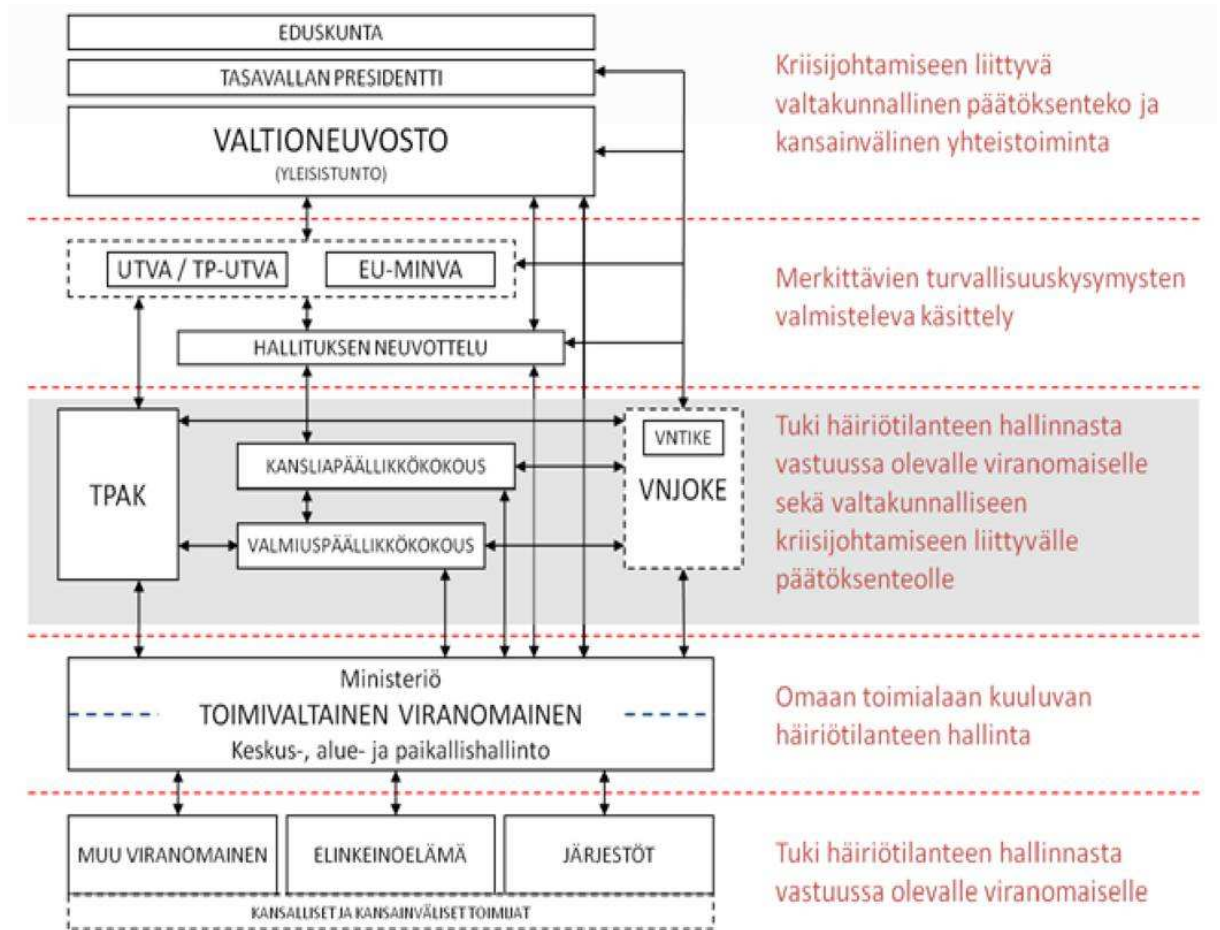 EDUSKUNTA
TASAVALLAN PRESIDENTTI
VALTIONEUVOSTO
(YLEISISTUNTO)
Kriisijohtamiseen liittyvä
valtakunnallinen päätöksenteko ja
kansainvälinen yhteistoiminta
UTVA / TP-UTVA
EU-MINVA
HALLITUKSEN NEUVOTTELU
Merkittävien turvallisuuskysymysten
valmisteleva käsittely
TPAK
KANSLIAPÄÄLLIKKÖKOKOUS
VALMIUSPÄÄLLIKKÖKOKOUS
VNTIKE
VNJOKE
Tuki häiriötilanteen hallinnasta
vastuussa olevalle viranomaiselle
sekä valtakunnalliseen
kriisijohtamiseen liittyvälle
päätöksenteolle
Ministeriö
TOIMIVALTAINEN VIRANOMAINEN
Keskus-, alue- ja paikallishallinto
Omaan toimialaan kuuluvan
häiriötilanteen hallinta
MUU VIRANOMAINEN
ELINKEINOELÄMÄ
JÄRJESTÖT
KANSALLISET JA KANSAINVÄLISET TOIMIJAT
Tuki häiriötilanteen hallinnasta
vastuussa olevalle viranomaiselle